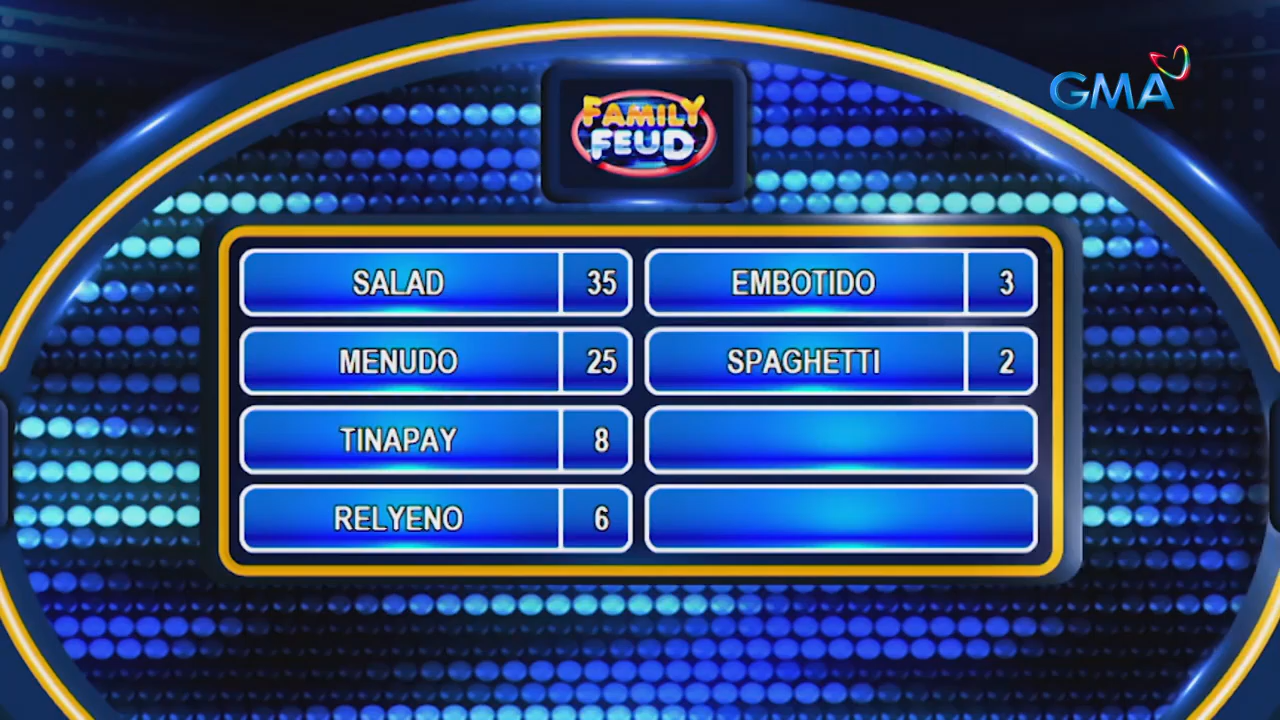 GMA
FAMILY
FEUD
SALAD 35
MENUDO 25
TINAPAY 8
RELYENO 6
EMBOTIDO 3
SPAGHETTI 2